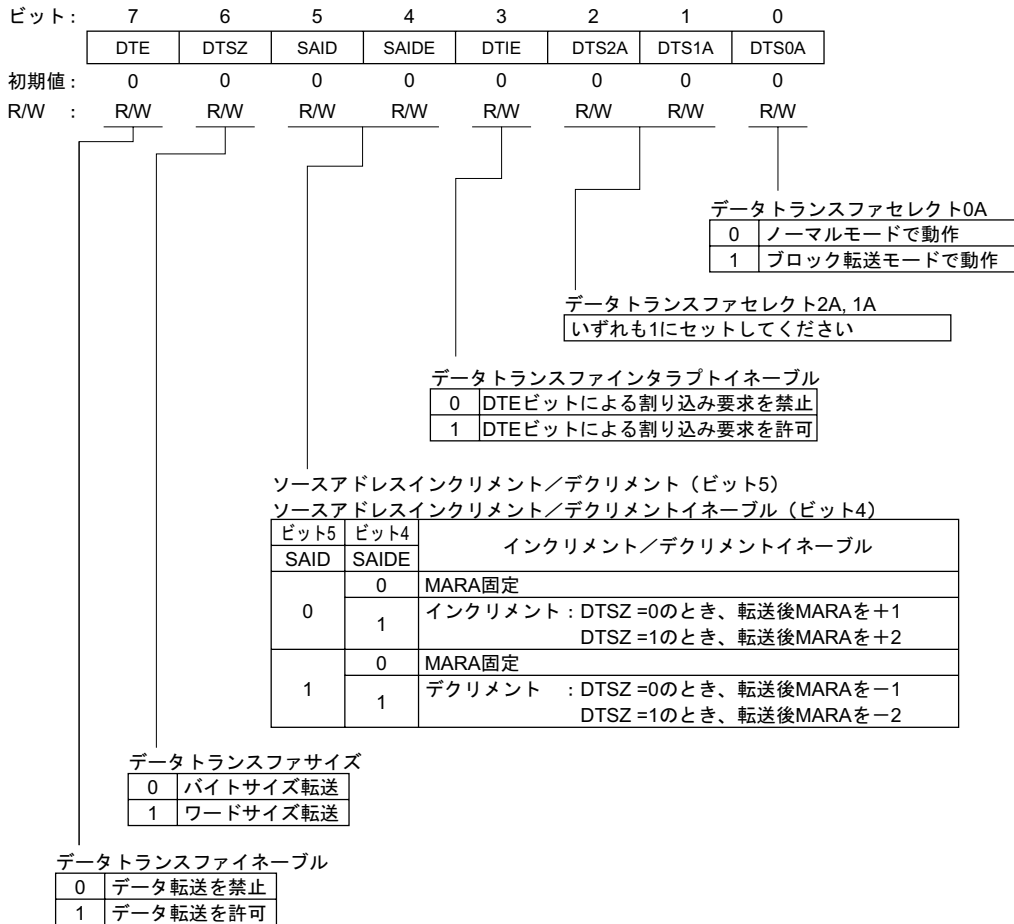 ビット： 7 6 5 4 3 2 1 0
DTE DTSZ SAID SAIDE DTIE DTS2A DTS1A DTS0A
初期値： 0 0 0 0 0 0 0 0
R/W ： R/W R/W R/W R/W R/W R/W R/W R/W
データトランスファセレクト0A
0 ノーマルモードで動作
1 ブロック転送モードで動作
データトランスファセレクト2A, 1A
いずれも1にセットしてください
データトランスファインタラプトイネーブル
0 DTEビットによる割り込み要求を禁止
1 DTEビットによる割り込み要求を許可
ソースアドレスインクリメント／デクリメント（ビット5）
ソースアドレスインクリメント／デクリメントイネーブル（ビット4）
ビット5 ビット4 インクリメント／デクリメントイネーブル
SAID SAIDE
0 0 MARA固定
1 インクリメント：DTSZ =0のとき、転送後MARAを＋1
DTSZ =1のとき、転送後MARAを＋2
1 0 MARA固定
1 デクリメント ：DTSZ =0のとき、転送後MARAを－1
DTSZ =1のとき、転送後MARAを－2
データトランスファサイズ
0 バイトサイズ転送
1 ワードサイズ転送
データトランスファイネーブル
0 データ転送を禁止
1 データ転送を許可